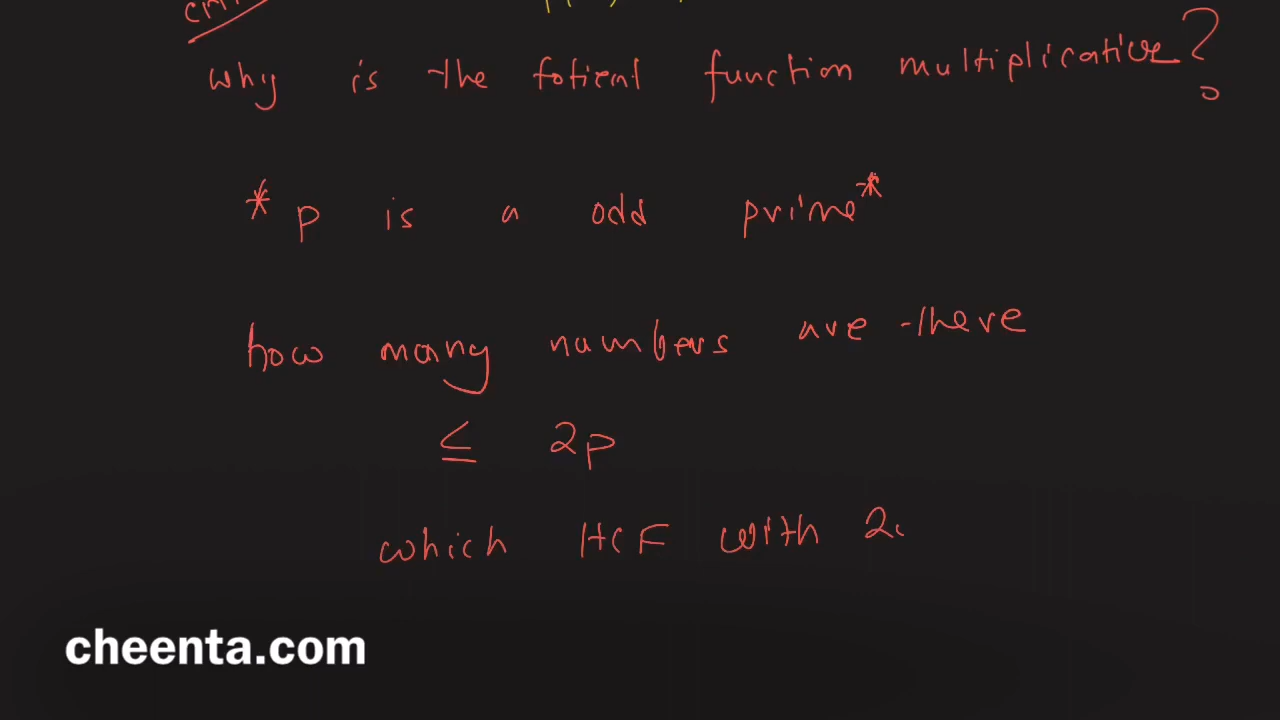 why is the totient function multiplicative?
* p is a odd prime *
how many numbers are there
≤ 2p
which HCF with 2
cheenta.com